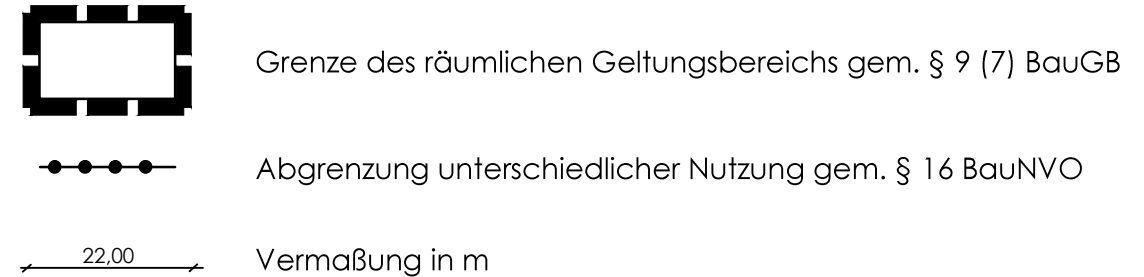 Grenze des räumlichen Geltungsbereichs gem. § 9 (7) BauGB
Abgrenzung unterschiedlicher Nutzung gem. § 16 BauNVO
22,00 Vermaßung in m